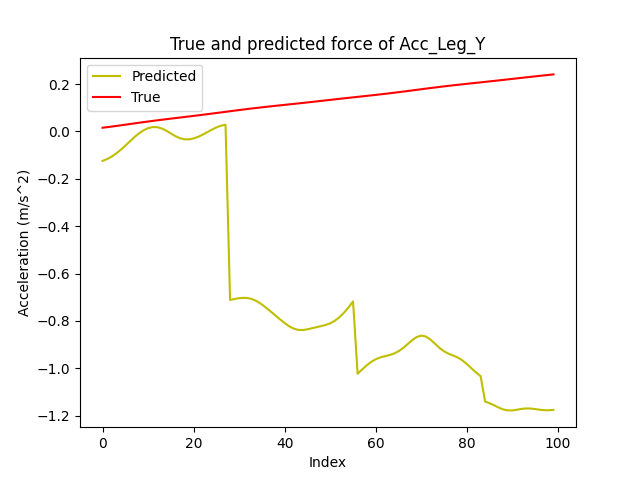 True and predicted force of Acc_Leg_Y
Predicted
True
Acceleration (m/s^2)
0.2
0.0
−0.2
−0.4
−0.6
−0.8
−1.0
−1.2
0 20 40 60 80 100
Index